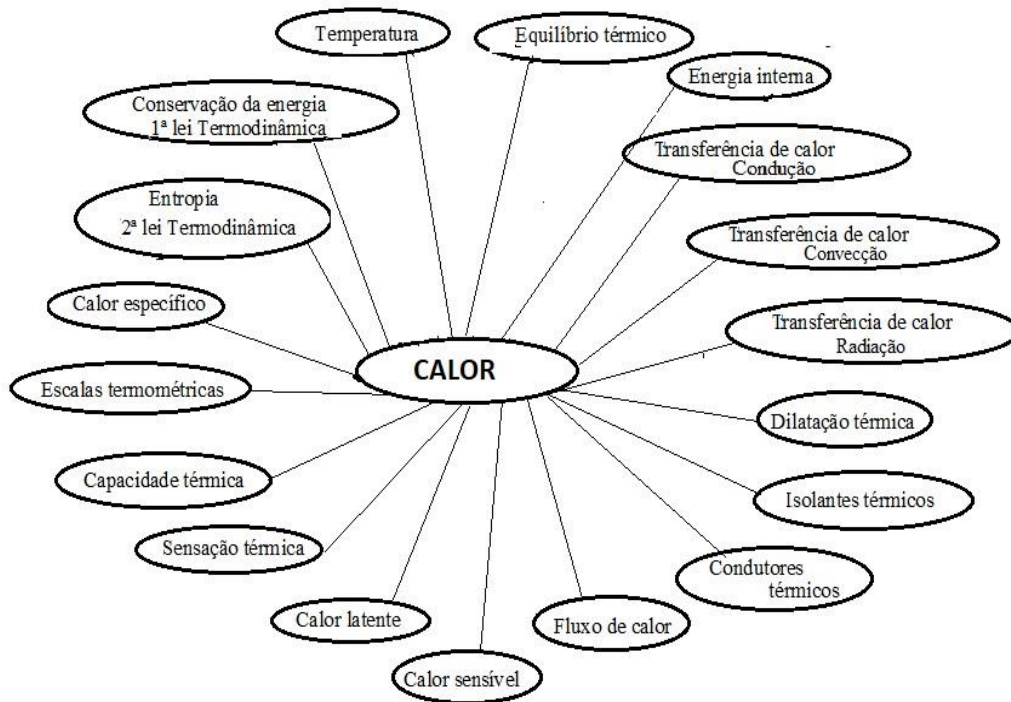 Temperatura
Equilíbrio térmico
Energia interna
Conservação da energia
1ª lei Termodinâmica
Transferência de calor
Condução
Entropia
2ª lei Termodinâmica
Transferência de calor
Convecção
Calor específico
Transferência de calor
Radiação
CALOR
Escalas termométricas
Dilatação térmica
Capacidade térmica
Isolantes térmicos
Sensação térmica
Condutores
térmicos
Calor latente
Fluxo de calor
Calor sensível